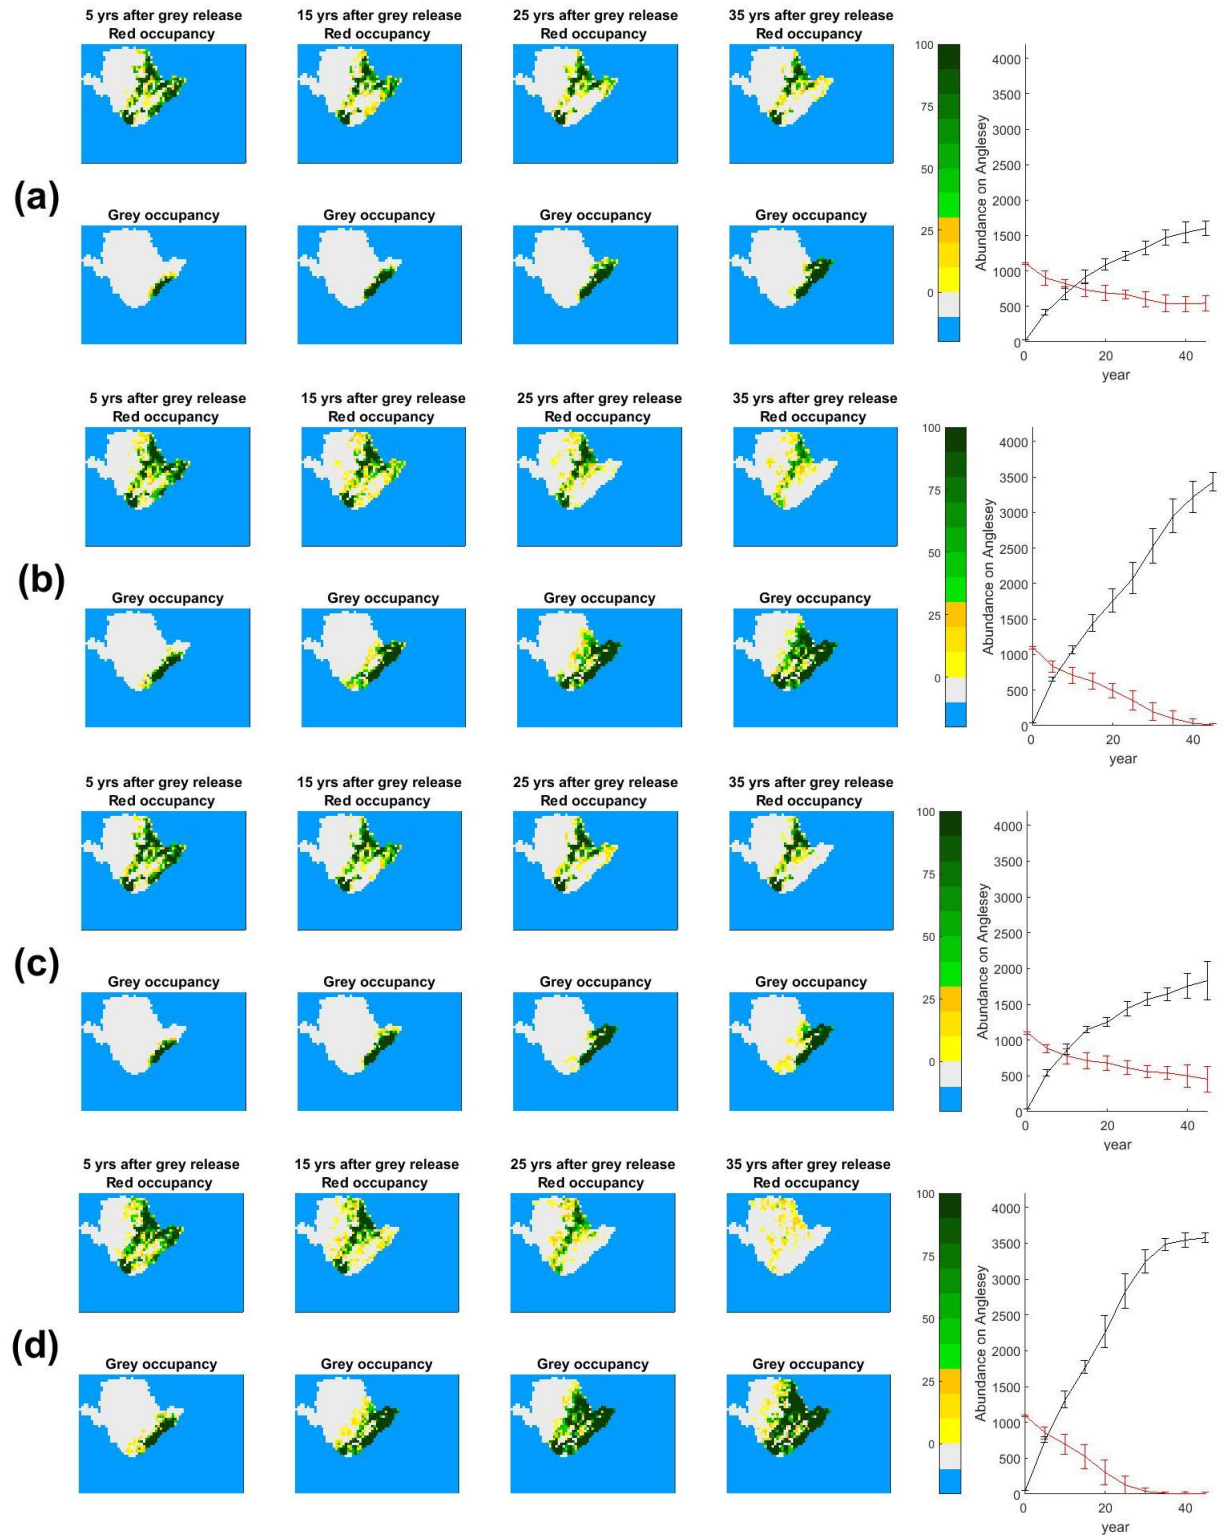 5 yrs after grey release
Red occupancy
15 yrs after grey release
Red occupancy
25 yrs after grey release
Red occupancy
35 yrs after grey release
Red occupancy
100
75
50
25
0
Abundance on Anglesey
4000
3500
3000
2500
2000
1500
1000
500
0
0 20 40
year
(a)
Grey occupancy
Grey occupancy
Grey occupancy
Grey occupancy
5 yrs after grey release
Red occupancy
15 yrs after grey release
Red occupancy
25 yrs after grey release
Red occupancy
35 yrs after grey release
Red occupancy
100
75
50
25
0
Abundance on Anglesey
4000
3500
3000
2500
2000
1500
1000
500
0
0 20 40
year
(b)
Grey occupancy
Grey occupancy
Grey occupancy
Grey occupancy
5 yrs after grey release
Red occupancy
15 yrs after grey release
Red occupancy
25 yrs after grey release
Red occupancy
35 yrs after grey release
Red occupancy
100
75
50
25
0
Abundance on Anglesey
4000
3500
3000
2500
2000
1500
1000
500
0
0 20 40
year
(c)
Grey occupancy
Grey occupancy
Grey occupancy
Grey occupancy
5 yrs after grey release
Red occupancy
15 yrs after grey release
Red occupancy
25 yrs after grey release
Red occupancy
35 yrs after grey release
Red occupancy
100
75
50
25
0
Abundance on Anglesey
4000
3500
3000
2500
2000
1500
1000
500
0
0 20 40
year
(d)
Grey occupancy
Grey occupancy
Grey occupancy
Grey occupancy